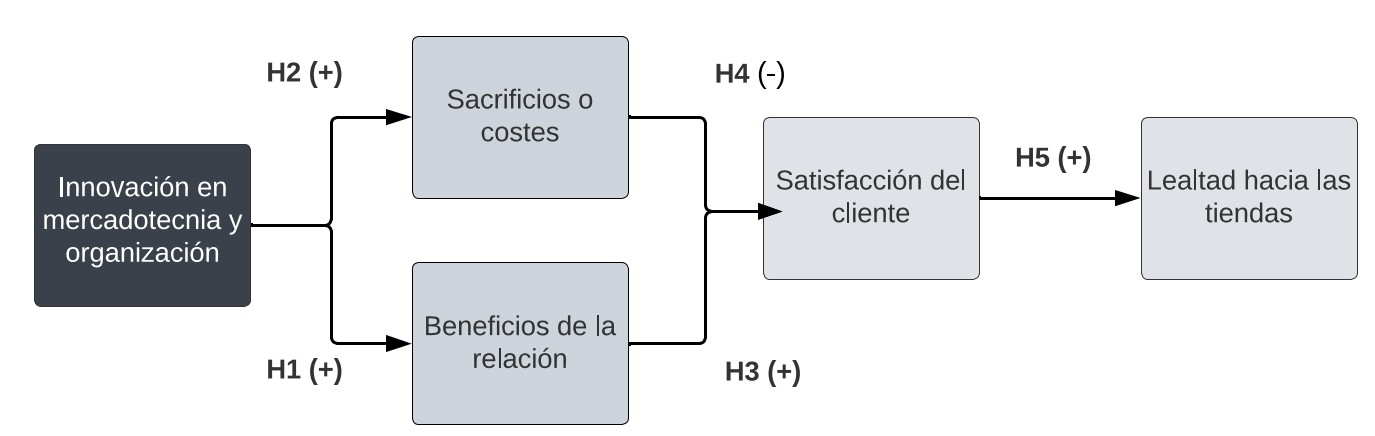 H2 (+)
Sacrificios o
costes
H4 (-)
Innovación en
mercadotecnia y
organización
Satisfacción del
cliente
H5 (+)
Lealtad hacia las
tiendas
Beneficios de la
relación
H1 (+)
H3 (+)